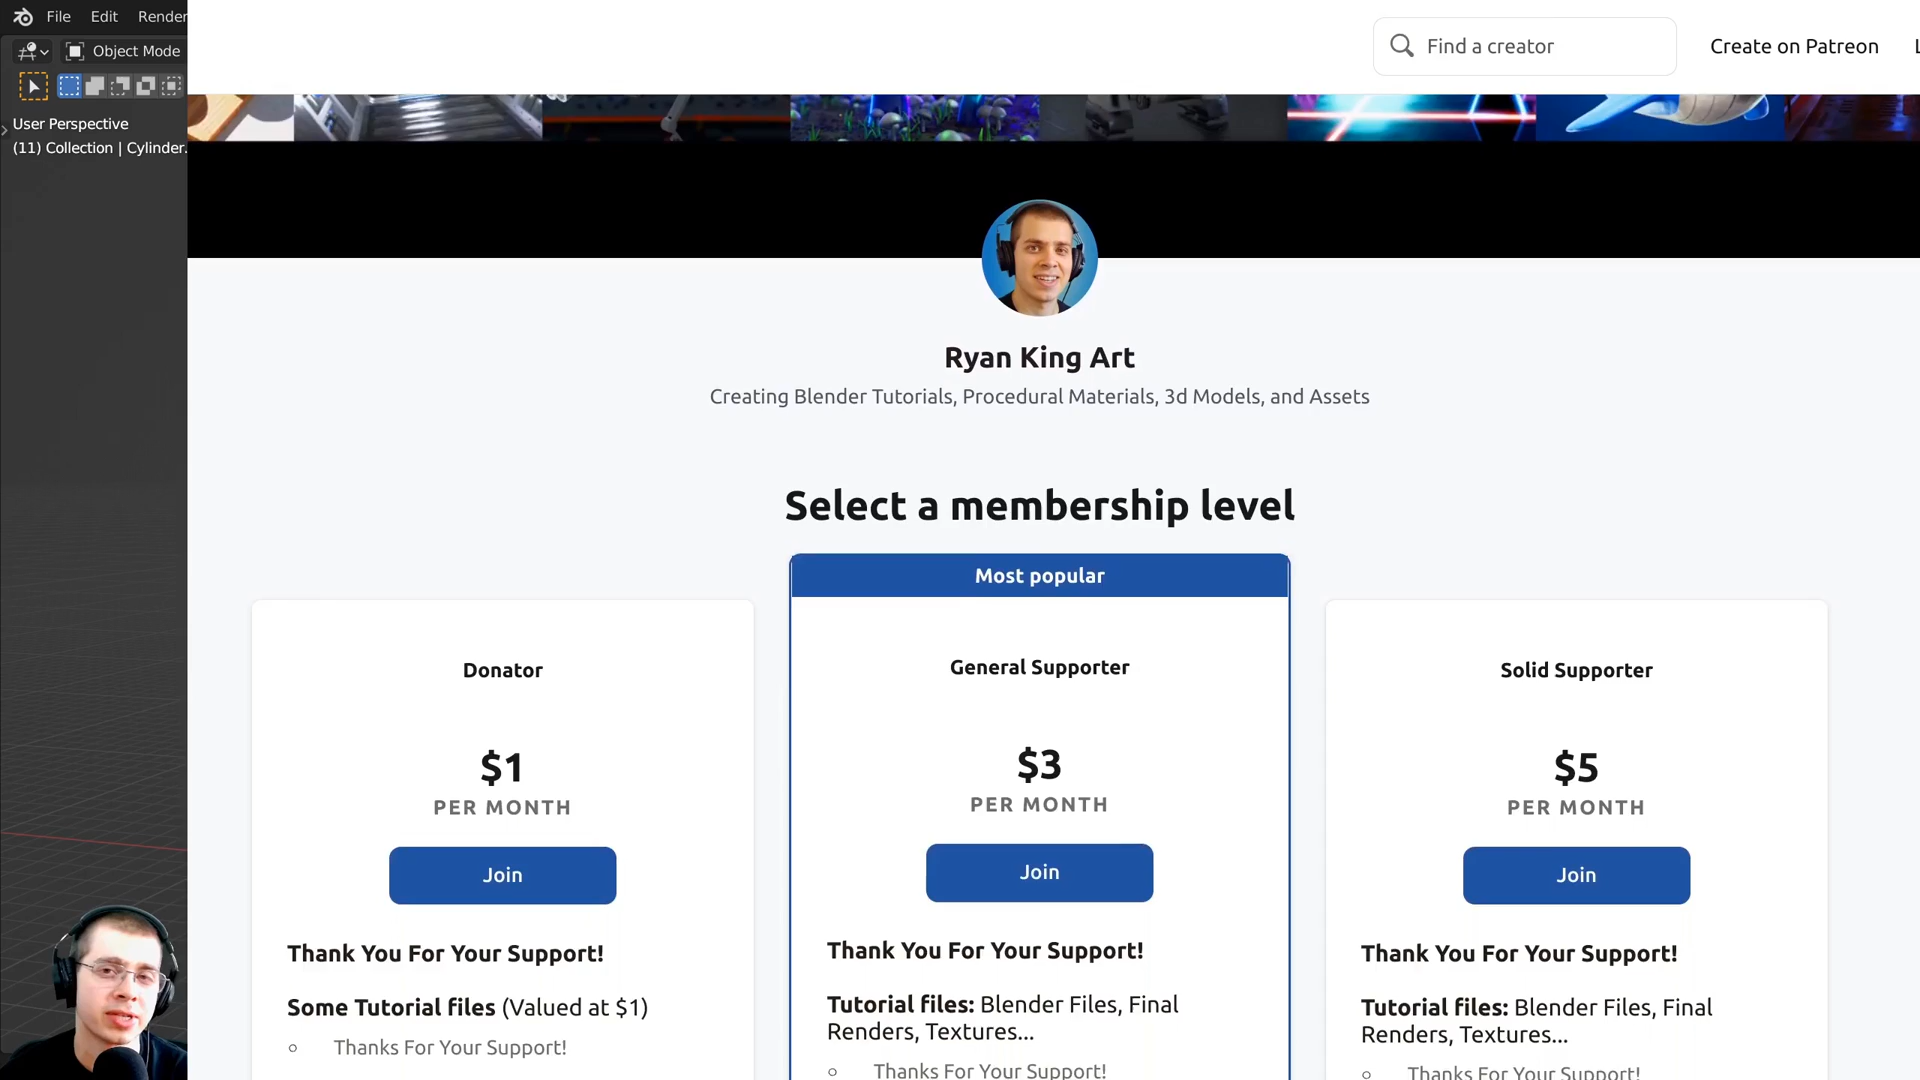 File Edit Render
Object Mode
User Perspective
(11) Collection | Cylinder.
Find a creator
Create on Patreon
L
Ryan King Art
Creating Blender Tutorials, Procedural Materials, 3d Models, and Assets
Select a membership level
Donator
$1
PER MONTH
Join
Thank You For Your Support!
Some Tutorial files (Valued at $1)
Thanks For Your Support!
Most popular
General Supporter
$3
PER MONTH
Join
Thank You For Your Support!
Tutorial files: Blender Files, Final
Renders, Textures...
Thanks For Your Support!
Solid Supporter
$5
PER MONTH
Join
Thank You For Your Support!
Tutorial files: Blender Files, Final
Renders, Textures...
Thanks For Your Support!